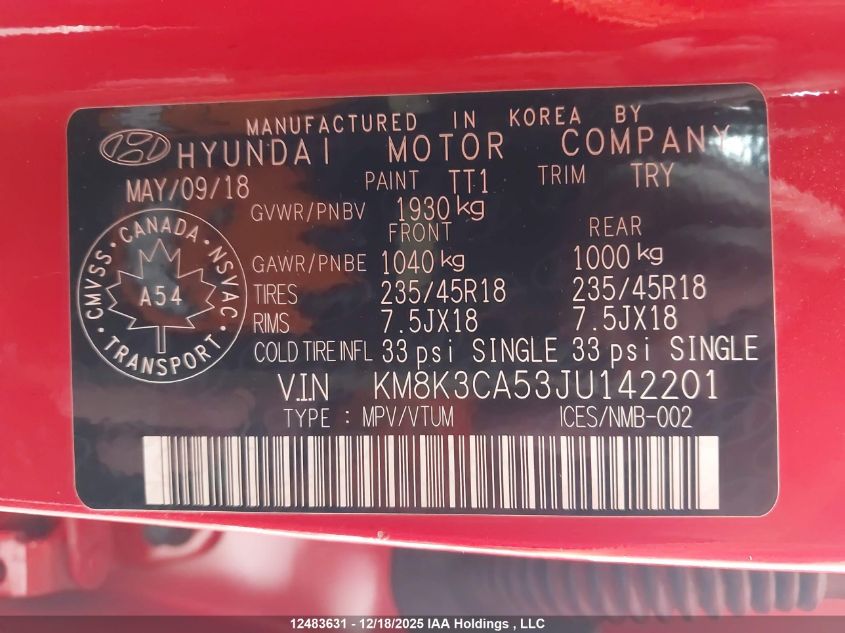 MANUFACTURED IN KOREA BY
HYUNDAI MOTOR COMPANY
MAY/09/18 PAINT TT1 TRIM TRY
GVWR/PNBV 1930 kg
FRONT REAR
GAWR/PNBE 1040 kg 1000 kg
TIRES 235/45R18 235/45R18
RIMS 7.5JX18 7.5JX18
COLD TIRE INFL 33 psi SINGLE 33 psi SINGLE
CMVSS · CANADA · NSVAC · TRANSPORT ·
A54
V.I.N KM8K3CA53JU142201
TYPE : MPV/VTUM ICES/NMB-002
12483631 - 12/18/2025 IAA Holdings , LLC